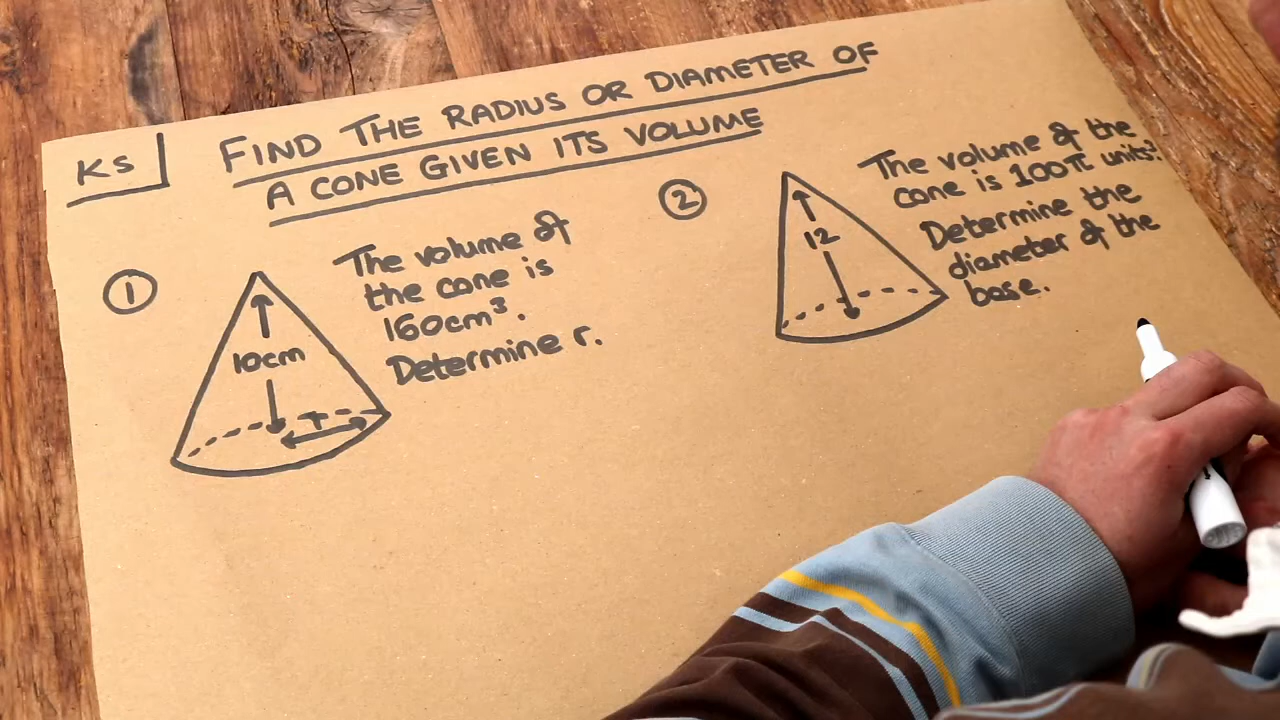 KS
FIND THE RADIUS OR DIAMETER OF
A CONE GIVEN ITS VOLUME
1
The volume of
the cone is
160cm³.
Determine r.
10cm
r
2
The volume of the
cone is 100π units³.
Determine the
diameter of the
base.
12